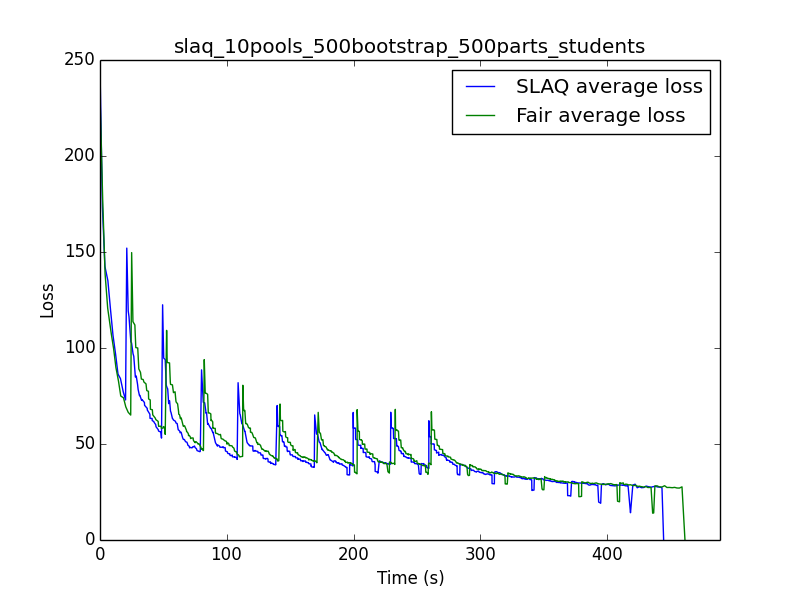 slaq_10pools_500bootstrap_500parts_students
250
200
150
100
50
0
Loss
SLAQ average loss
Fair average loss
0 100 200 300 400
Time (s)